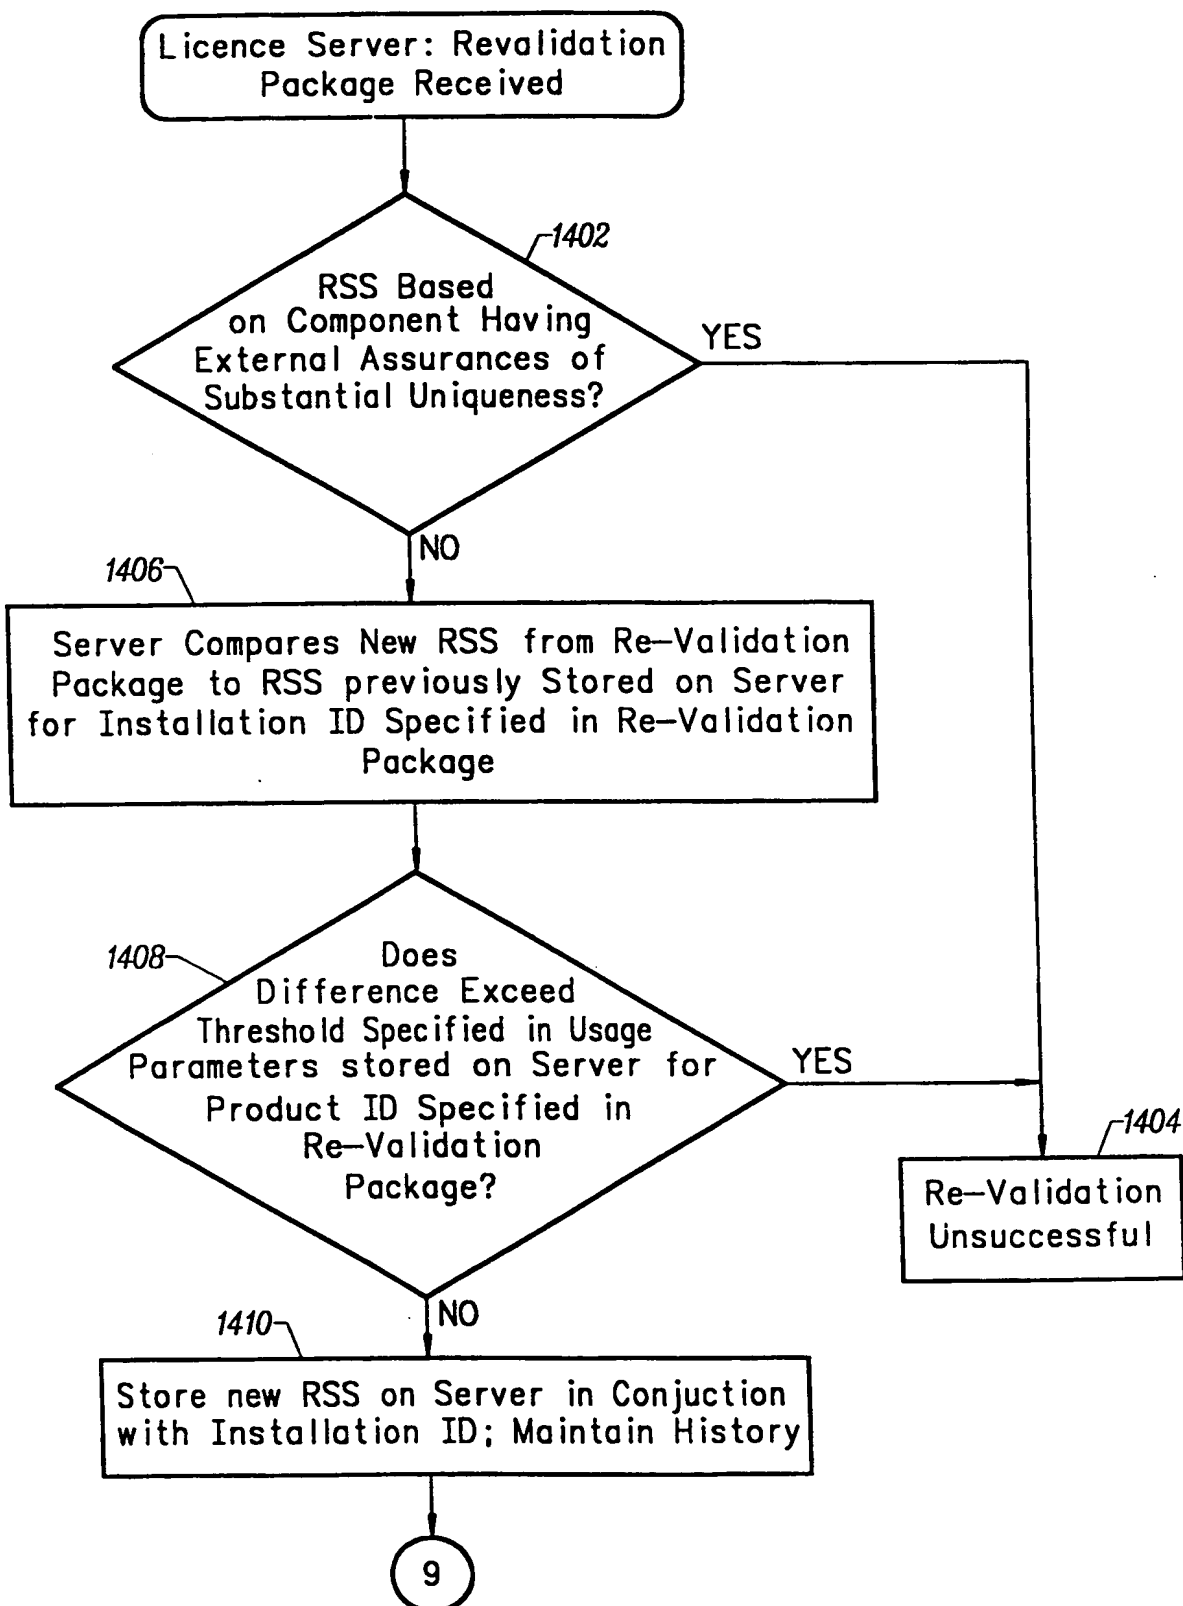 Licence Server: Revalidation
Package Received
1402
RSS Based
on Component Having
External Assurances of
Substantial Uniqueness?
YES
NO
1406
Server Compares New RSS from Re-Validation
Package to RSS previously Stored on Server
for Installation ID Specified in Re-Validation
Package
1408
Does
Difference Exceed
Threshold Specified in Usage
Parameters stored on Server for
Product ID Specified in
Re-Validation
Package?
YES
1404
Re-Validation
Unsuccessful
NO
1410
Store new RSS on Server in Conjuction
with Installation ID; Maintain History
9